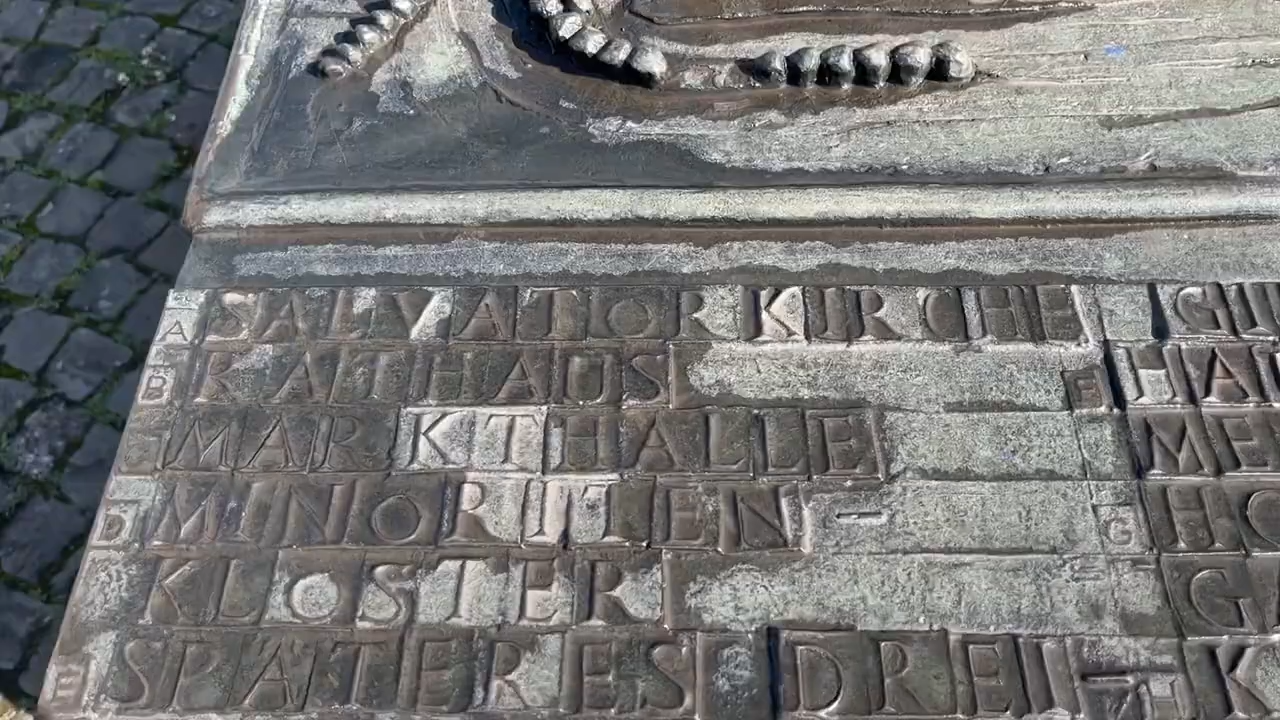 A SALVATORKIRCHE
B RATHAUS
C MARKTHALLE
D MINORITEN-
KLOSTER
E SPÄTERES DREI
F
G
H